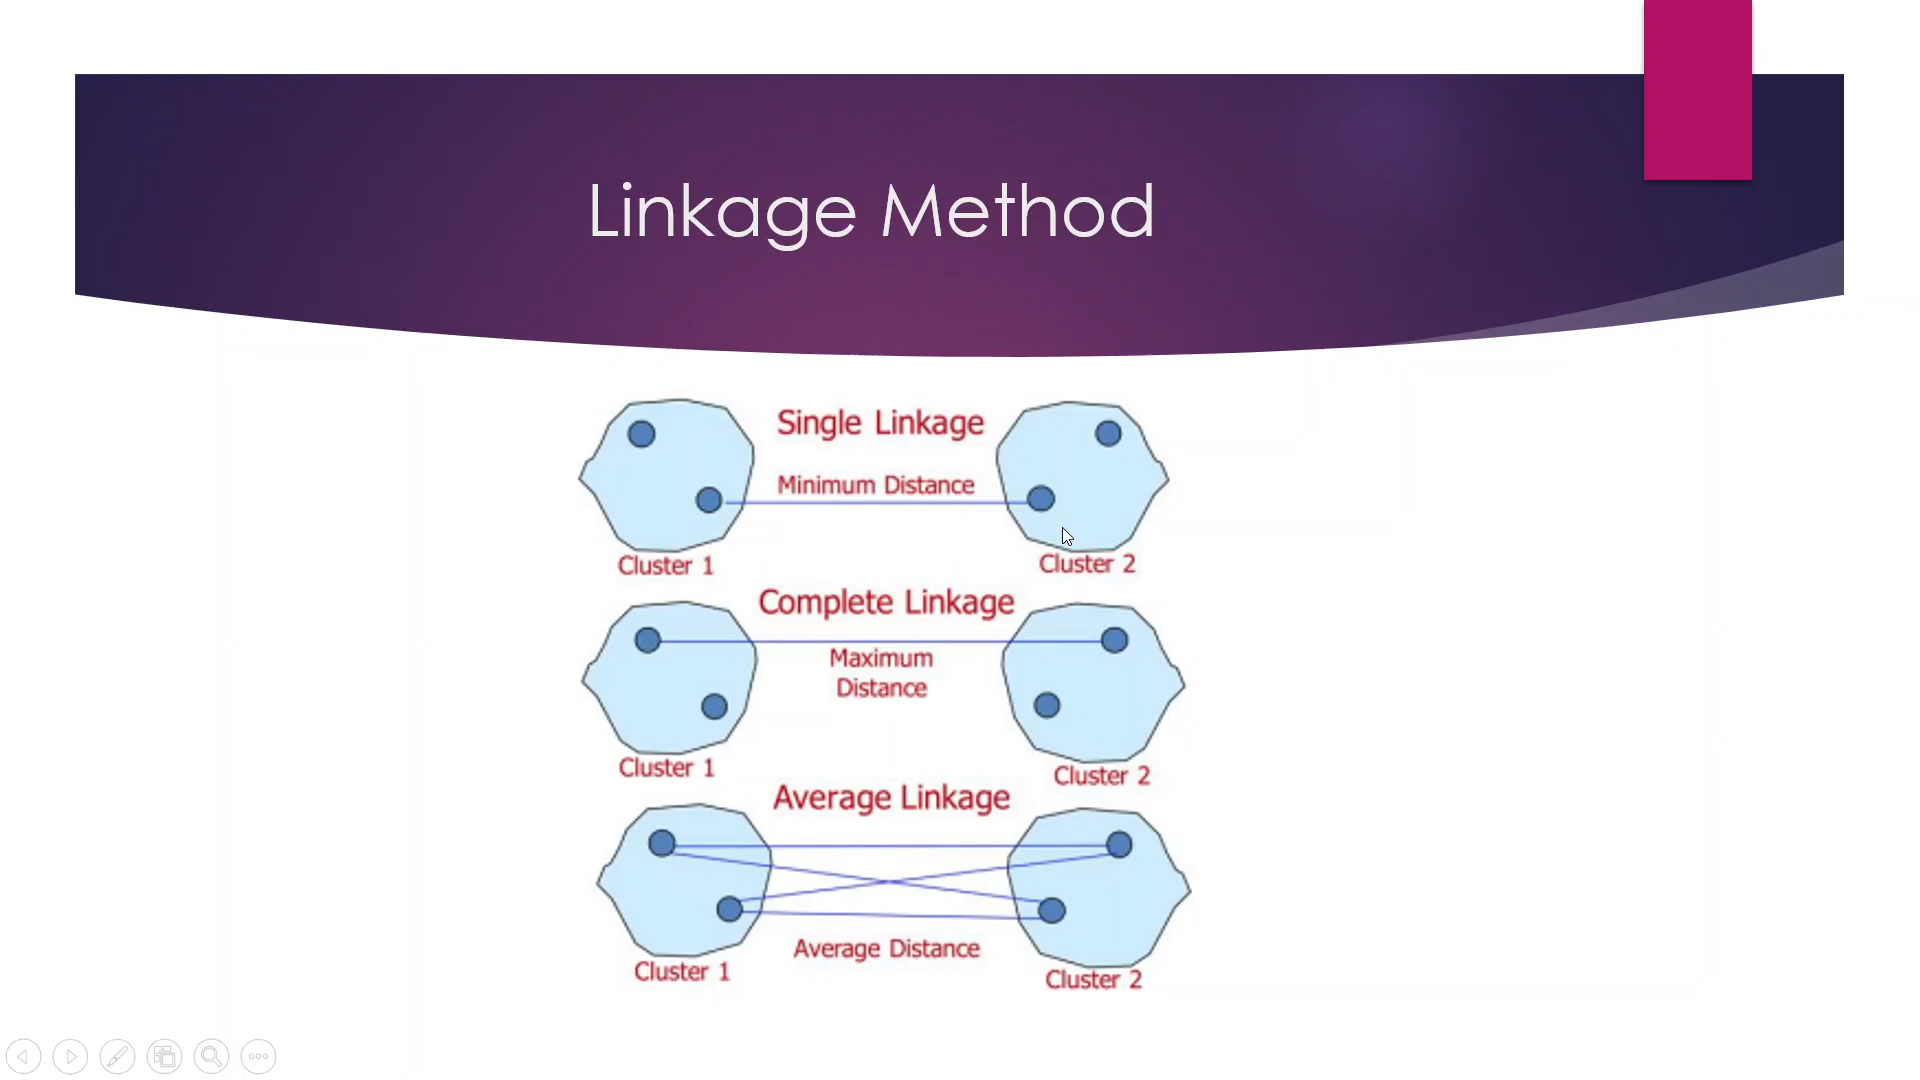 Linkage Method
Single Linkage
Minimum Distance
Cluster 1
Cluster 2
Complete Linkage
Maximum
Distance
Cluster 1
Cluster 2
Average Linkage
Average Distance
Cluster 1
Cluster 2